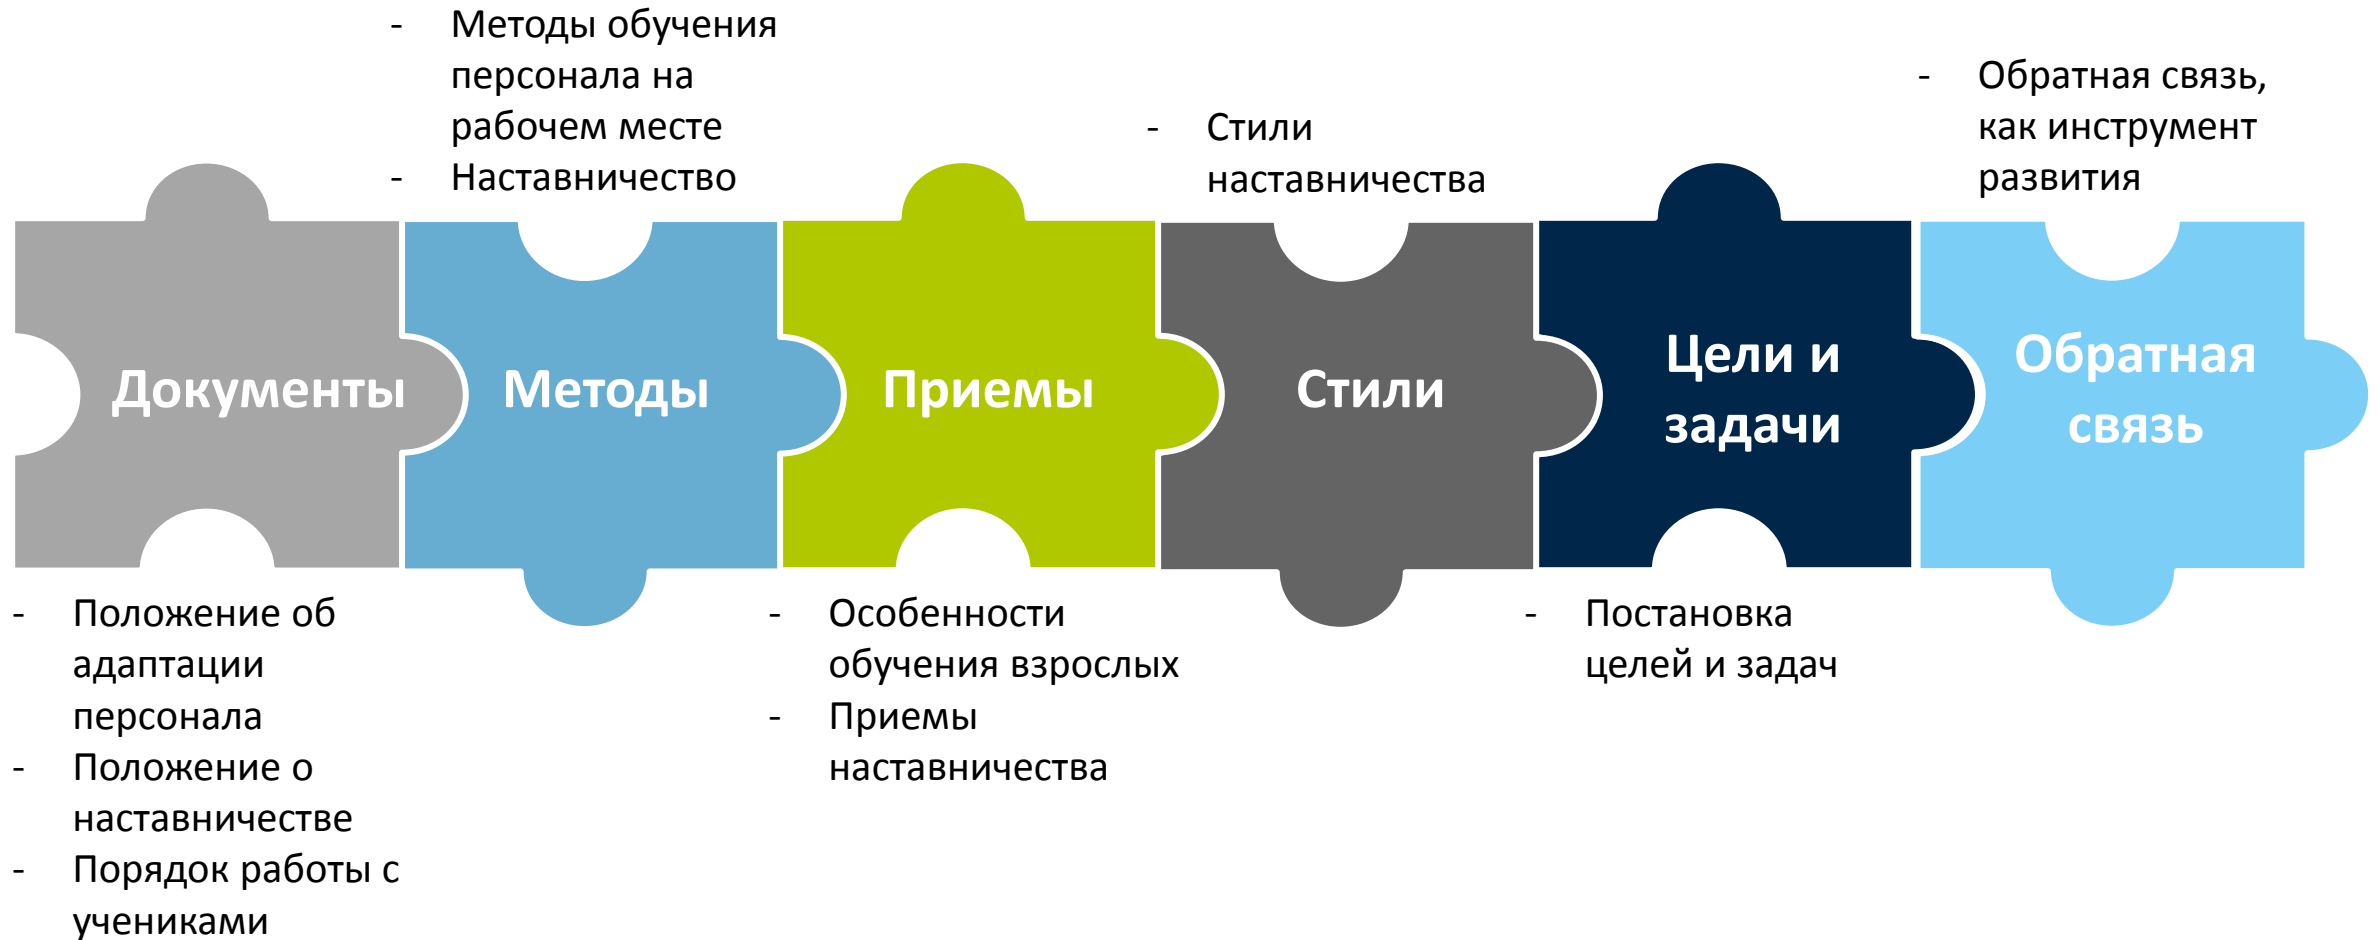 - Методы обучения
персонала на
рабочем месте
- Наставничество
- Стили
наставничества
- Обратная связь,
как инструмент
развития
Документы
Методы
Приемы
Стили
Цели и
задачи
Обратная
связь
- Положение об
адаптации
персонала
- Положение о
наставничестве
- Порядок работы с
учениками
- Особенности
обучения взрослых
- Приемы
наставничества
- Постановка
целей и задач